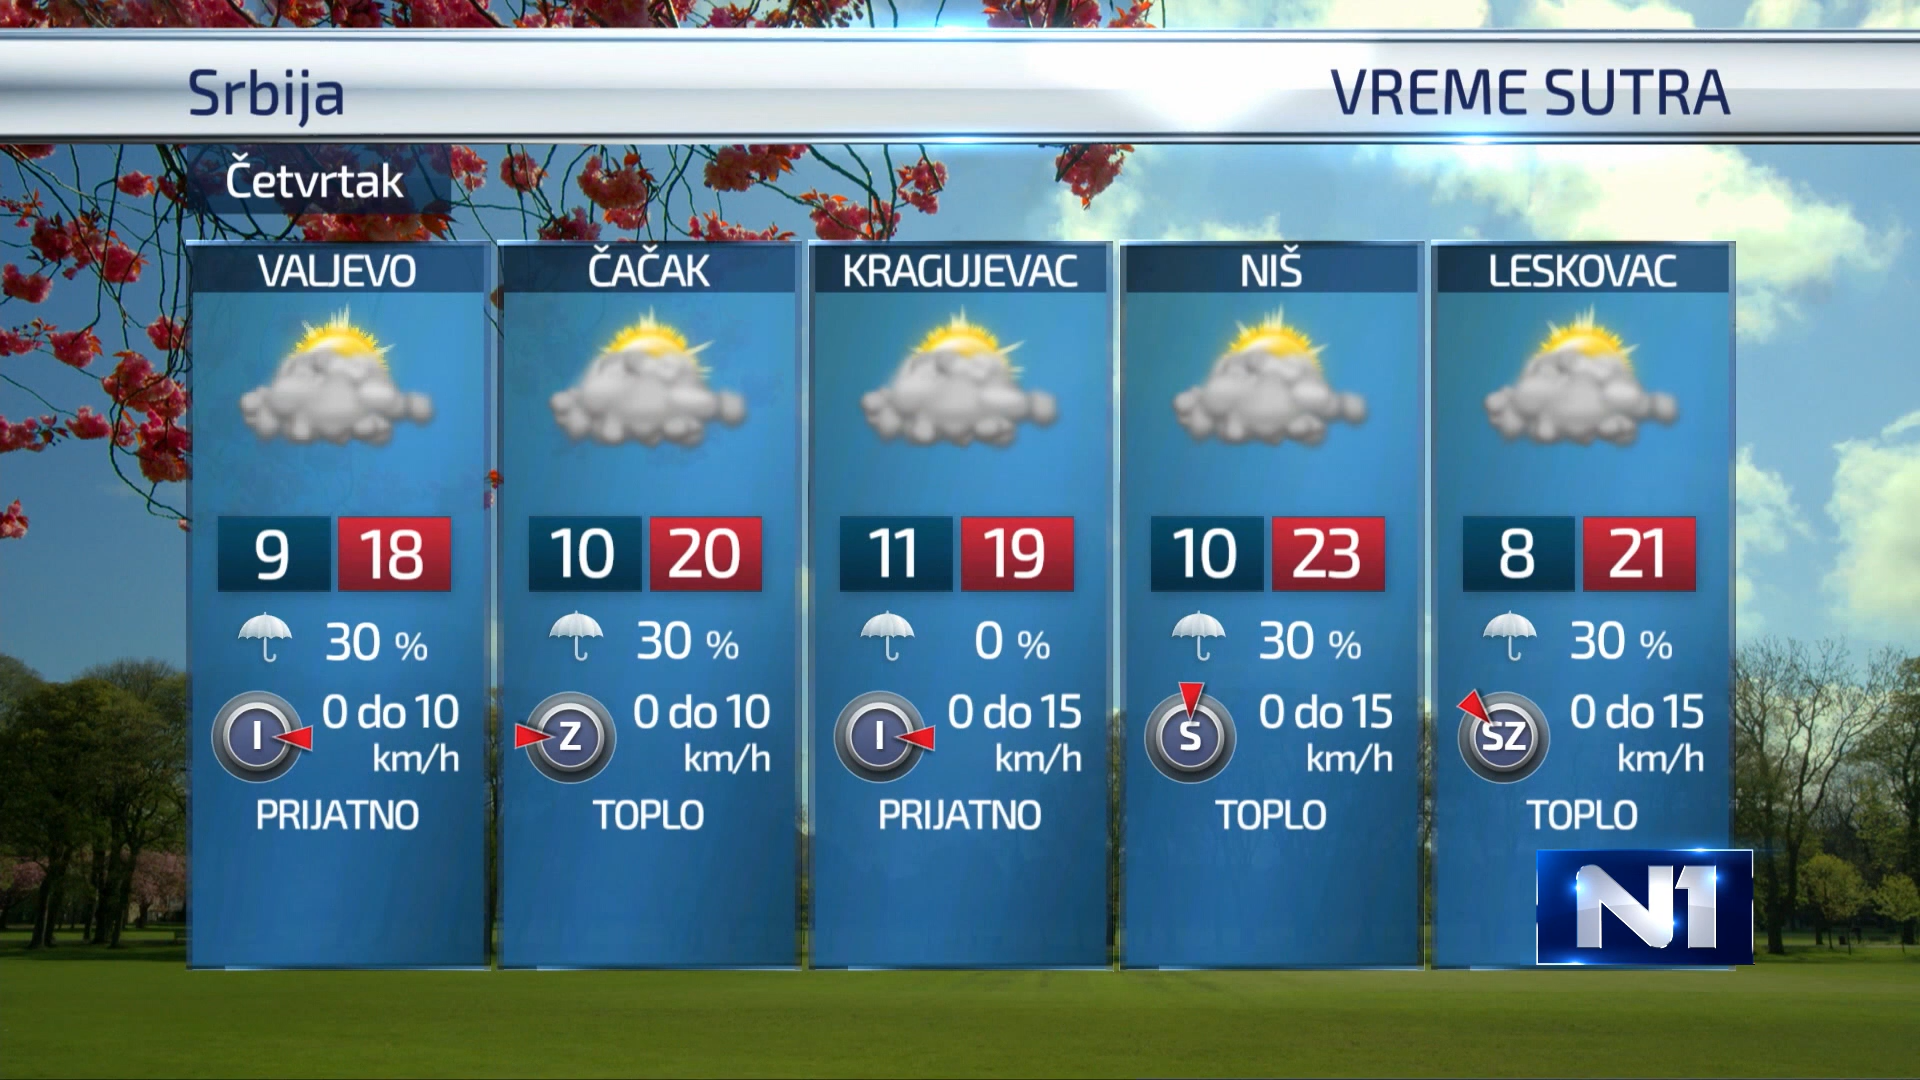 Srbija
VREME SUTRA
Četvrtak
VALJEVO
9 18
30 %
I 0 do 10
km/h
PRIJATNO
ČAČAK
10 20
30 %
Z 0 do 10
km/h
TOPLO
KRAGUJEVAC
11 19
0 %
I 0 do 15
km/h
PRIJATNO
NIŠ
10 23
30 %
S 0 do 15
km/h
TOPLO
LESKOVAC
8 21
30 %
SZ 0 do 15
km/h
TOPLO
N1